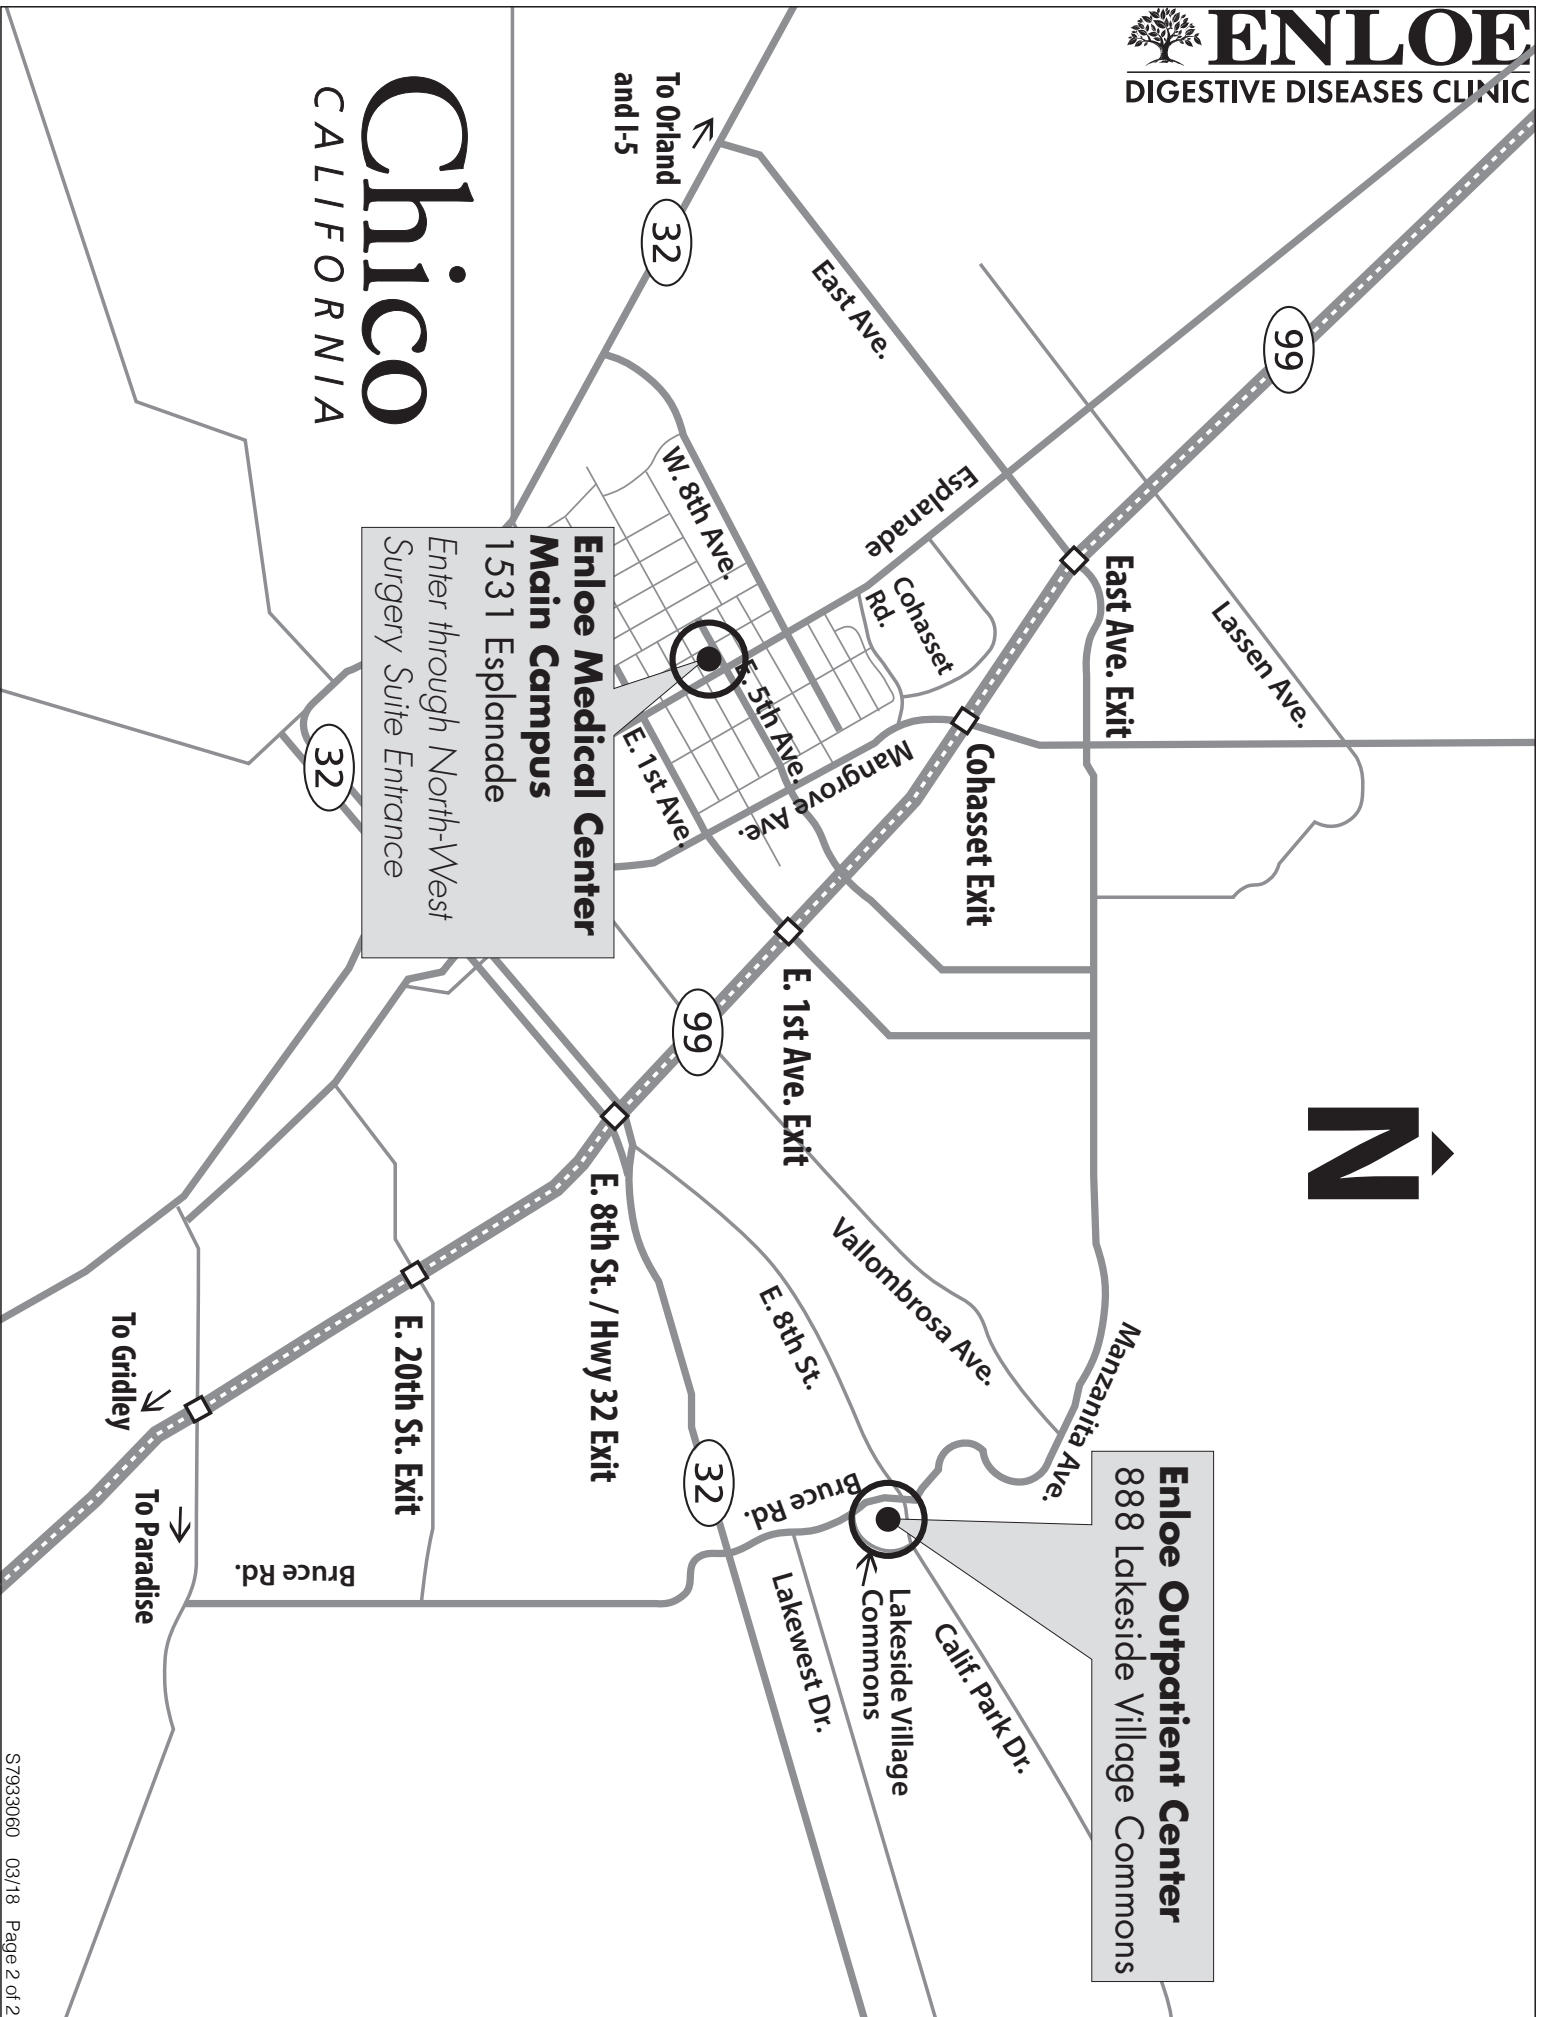 ENLOE
DIGESTIVE DISEASES CLINIC
Chico
CALIFORNIA
N
To Orland
and I-5
32
99
East Ave.
Esplanade
Lassen Ave.
East Ave. Exit
Cohasset
Rd.
Cohasset Exit
W. 8th Ave.
E. 5th Ave.
E. 1st Ave.
Mangrove Ave.
Enloe Medical Center
Main Campus
1531 Esplanade
Enter through North-West
Surgery Suite Entrance
32
E. 1st Ave. Exit
99
E. 8th St. / Hwy 32 Exit
E. 20th St. Exit
To Gridley
To Paradise
Bruce Rd.
Vallombrosa Ave.
E. 8th St.
Manzanita Ave.
32
Bruce Rd.
Enloe Outpatient Center
888 Lakeside Village Commons
Lakeside Village
Commons
Calif. Park Dr.
Lakewest Dr.
S7933060 03/18 Page 2 of 2